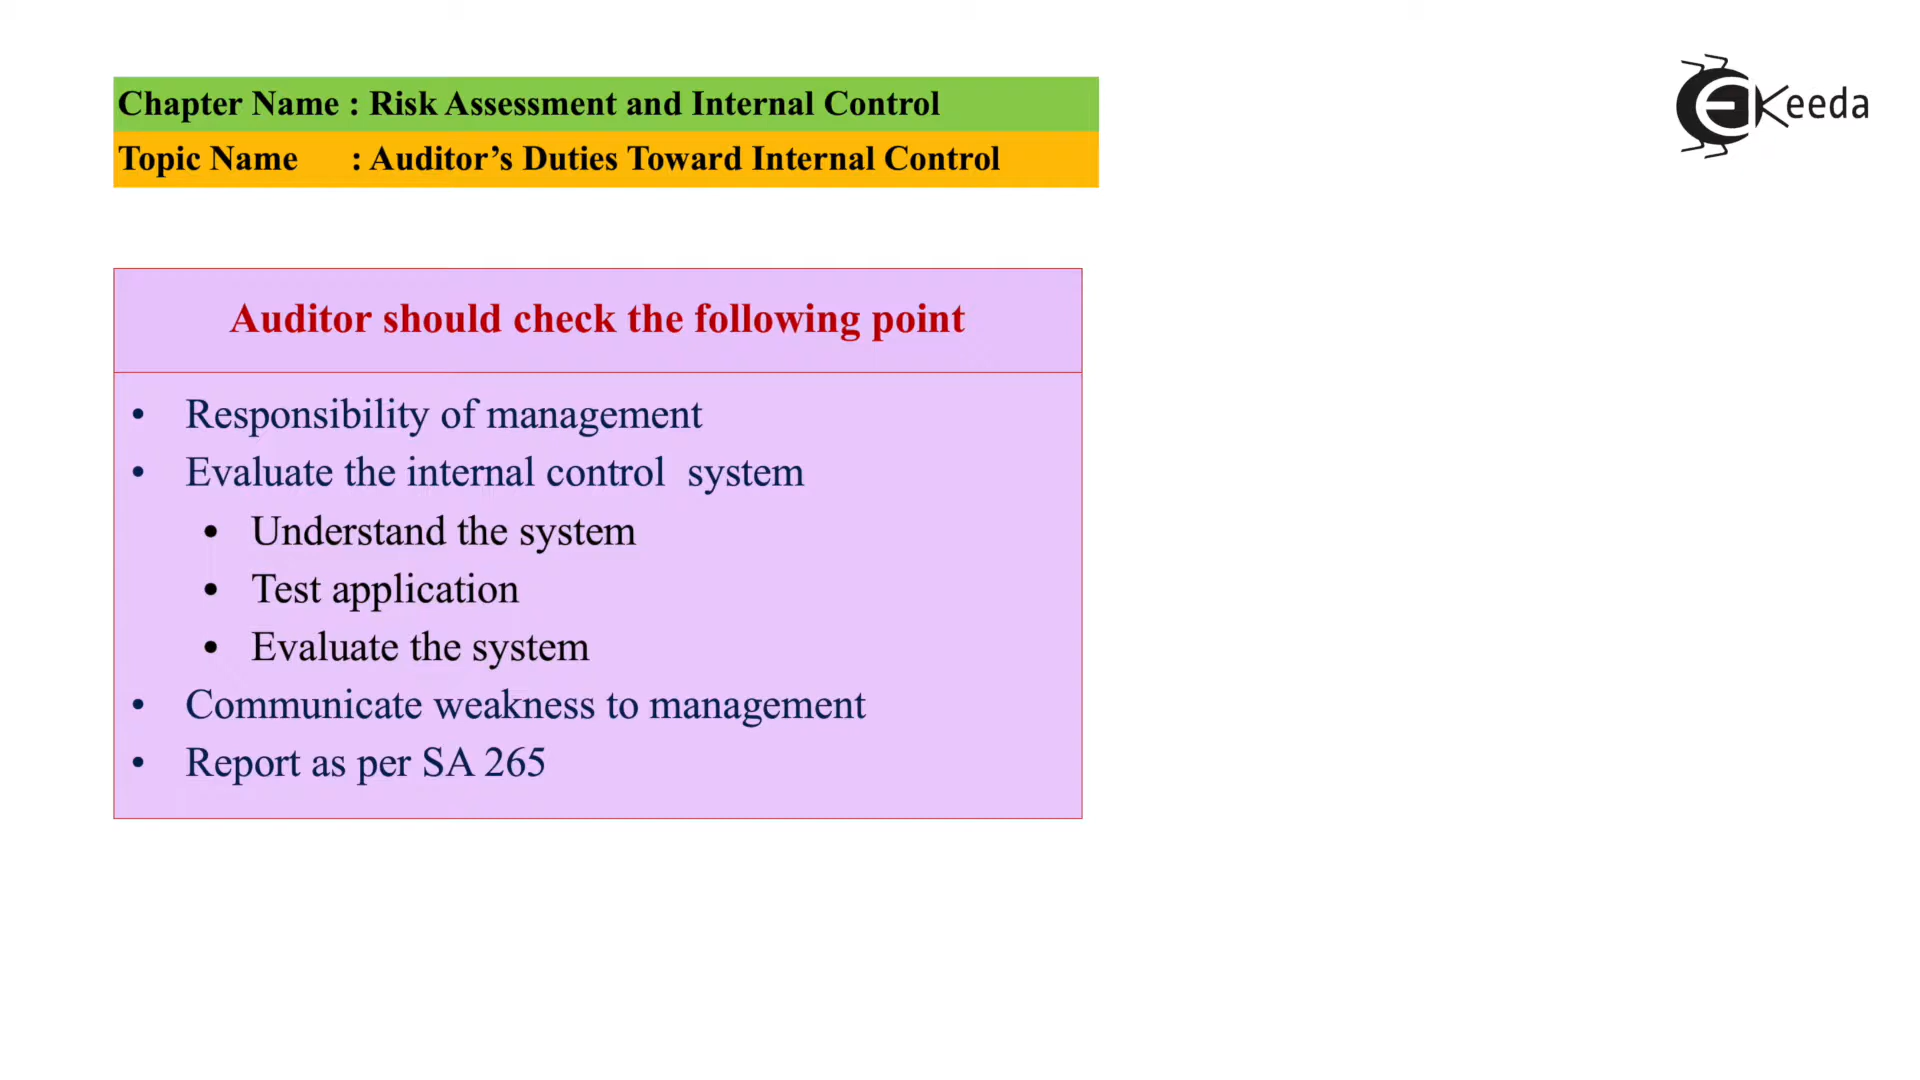 Chapter Name : Risk Assessment and Internal Control
Topic Name : Auditor’s Duties Toward Internal Control
EKeeda
Auditor should check the following point
• Responsibility of management
• Evaluate the internal control system
• Understand the system
• Test application
• Evaluate the system
• Communicate weakness to management
• Report as per SA 265